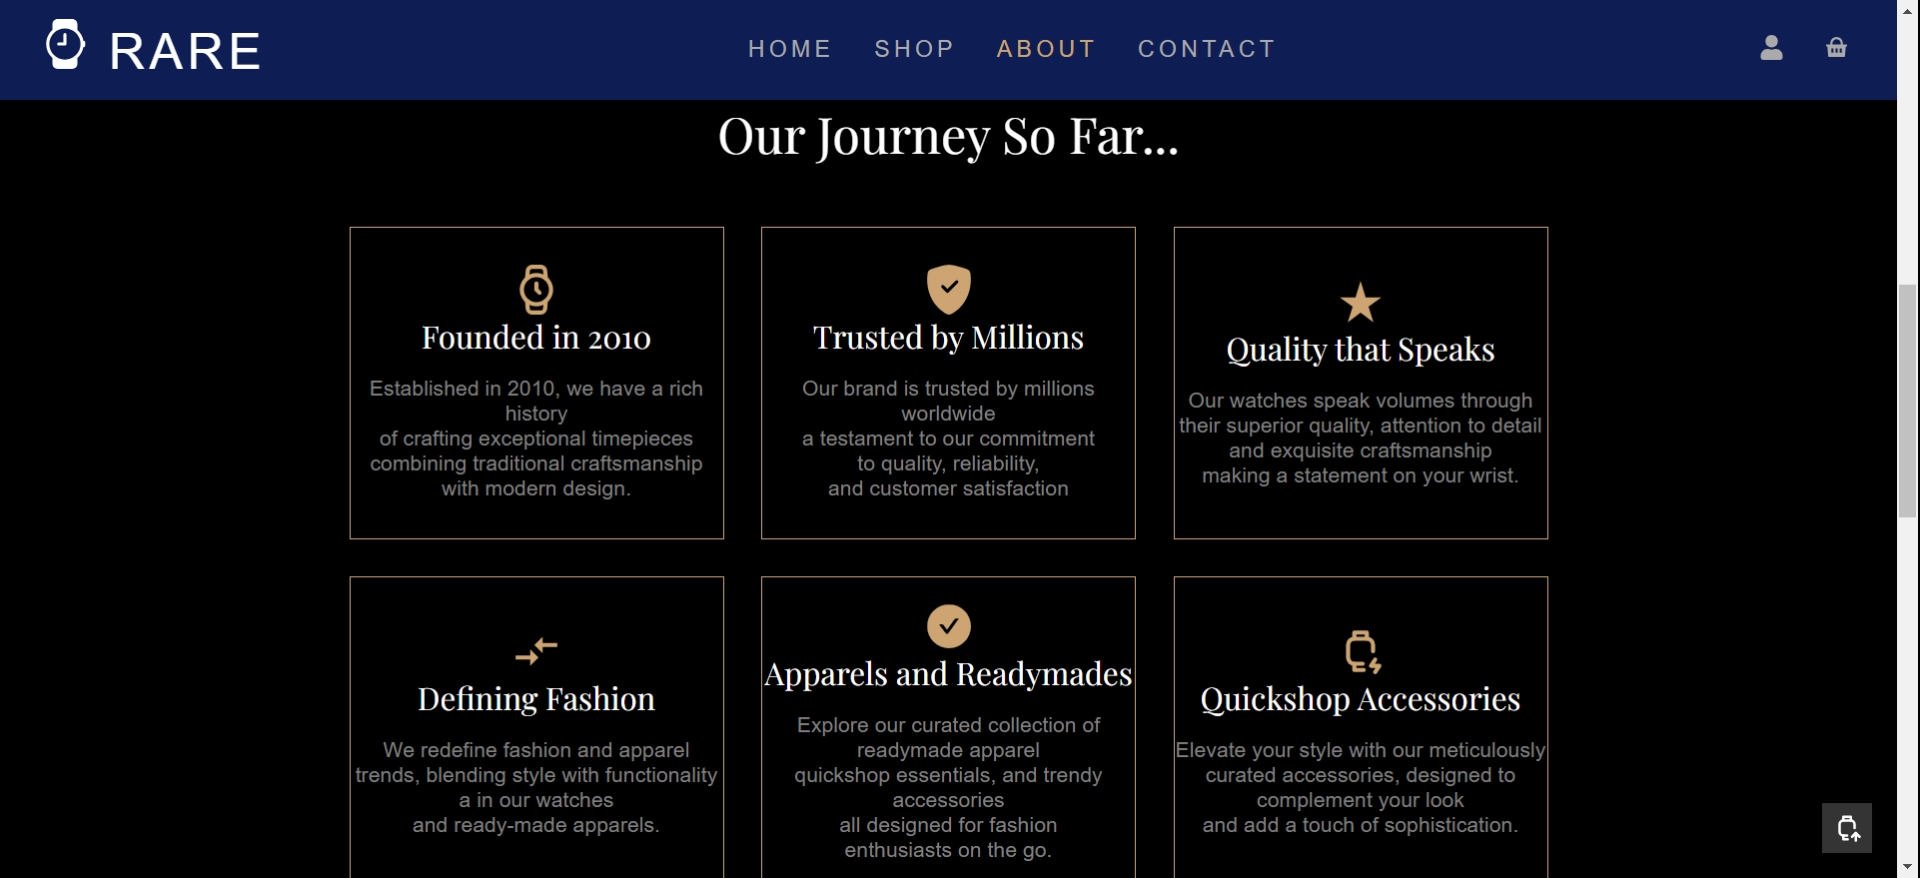 RARE
HOME SHOP ABOUT CONTACT
Our Journey So Far...
Founded in 2010
Established in 2010, we have a rich
history
of crafting exceptional timepieces
combining traditional craftsmanship
with modern design.
Trusted by Millions
Our brand is trusted by millions
worldwide
a testament to our commitment
to quality, reliability,
and customer satisfaction
Quality that Speaks
Our watches speak volumes through
their superior quality, attention to detail
and exquisite craftsmanship
making a statement on your wrist.
Defining Fashion
We redefine fashion and apparel
trends, blending style with functionality
a in our watches
and ready-made apparels.
Apparels and Readymades
Explore our curated collection of
readymade apparel
quickshop essentials, and trendy
accessories
all designed for fashion
enthusiasts on the go.
Quickshop Accessories
Elevate your style with our meticulously
curated accessories, designed to
complement your look
and add a touch of sophistication.